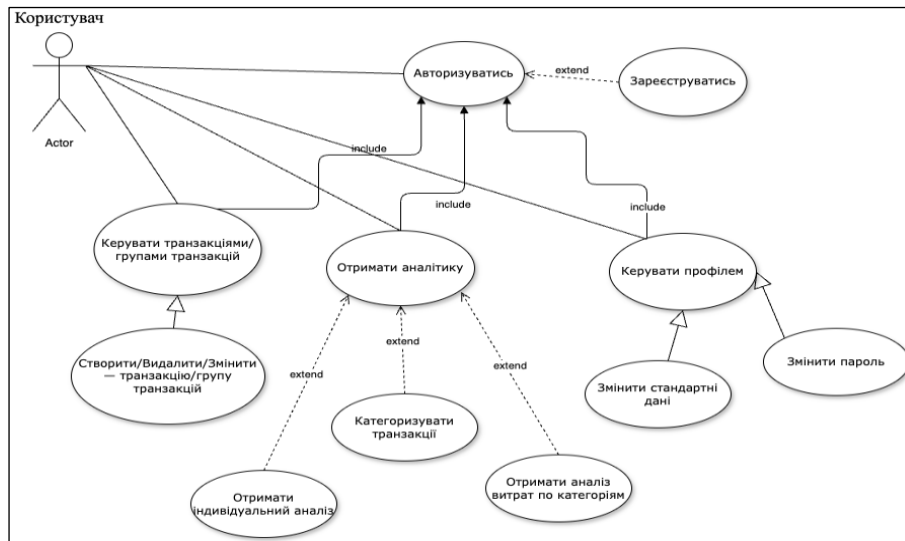 Користувач
Actor
Авторизуватись
extend
Зареєструватись
include
include
include
Керувати транзакціями/
групами транзакцій
Отримати аналітику
Керувати профілем
Створити/Видалити/Змінити
— транзакцію/групу
транзакцій
extend
extend
extend
Змінити стандартні
дані
Змінити пароль
Категоризувати
транзакції
Отримати
індивідуальний аналіз
Отримати аналіз
витрат по категоріям